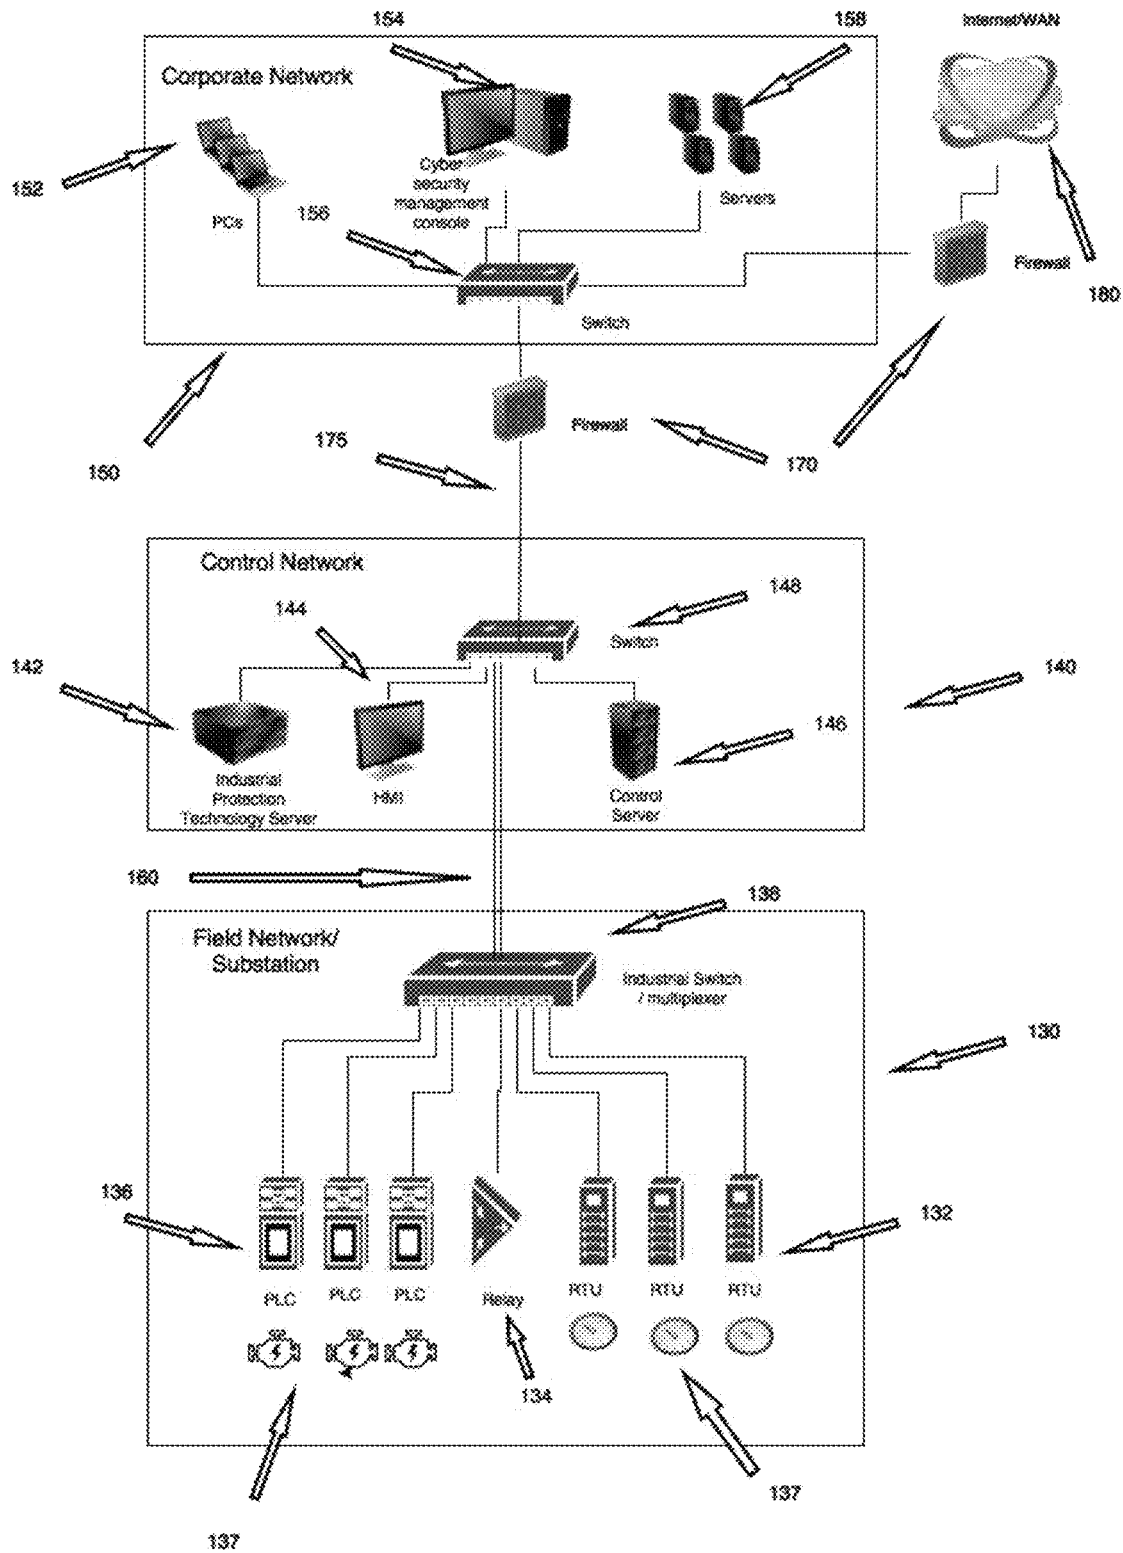 154
158
Internet/WAN
Corporate Network
152
Cyber
security
management
console
Servers
156
PCs
Firewall
180
Switch
150
175
Firewall
170
Control Network
148
144
Switch
142
140
146
Industrial
Protection
Technology Server
HMI
Control
Server
160
138
Field Network/
Substation
Industrial Switch
/ multiplexer
130
136
132
PLC
PLC
PLC
Relay
RTU
RTU
RTU
134
137
137